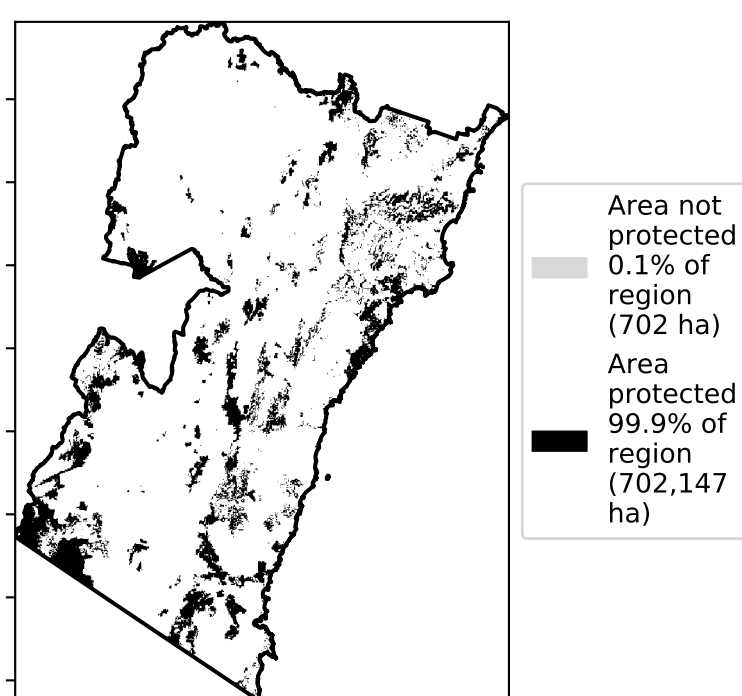 Area not
protected
0.1% of
region
(702 ha)
Area
protected
99.9% of
region
(702,147
ha)